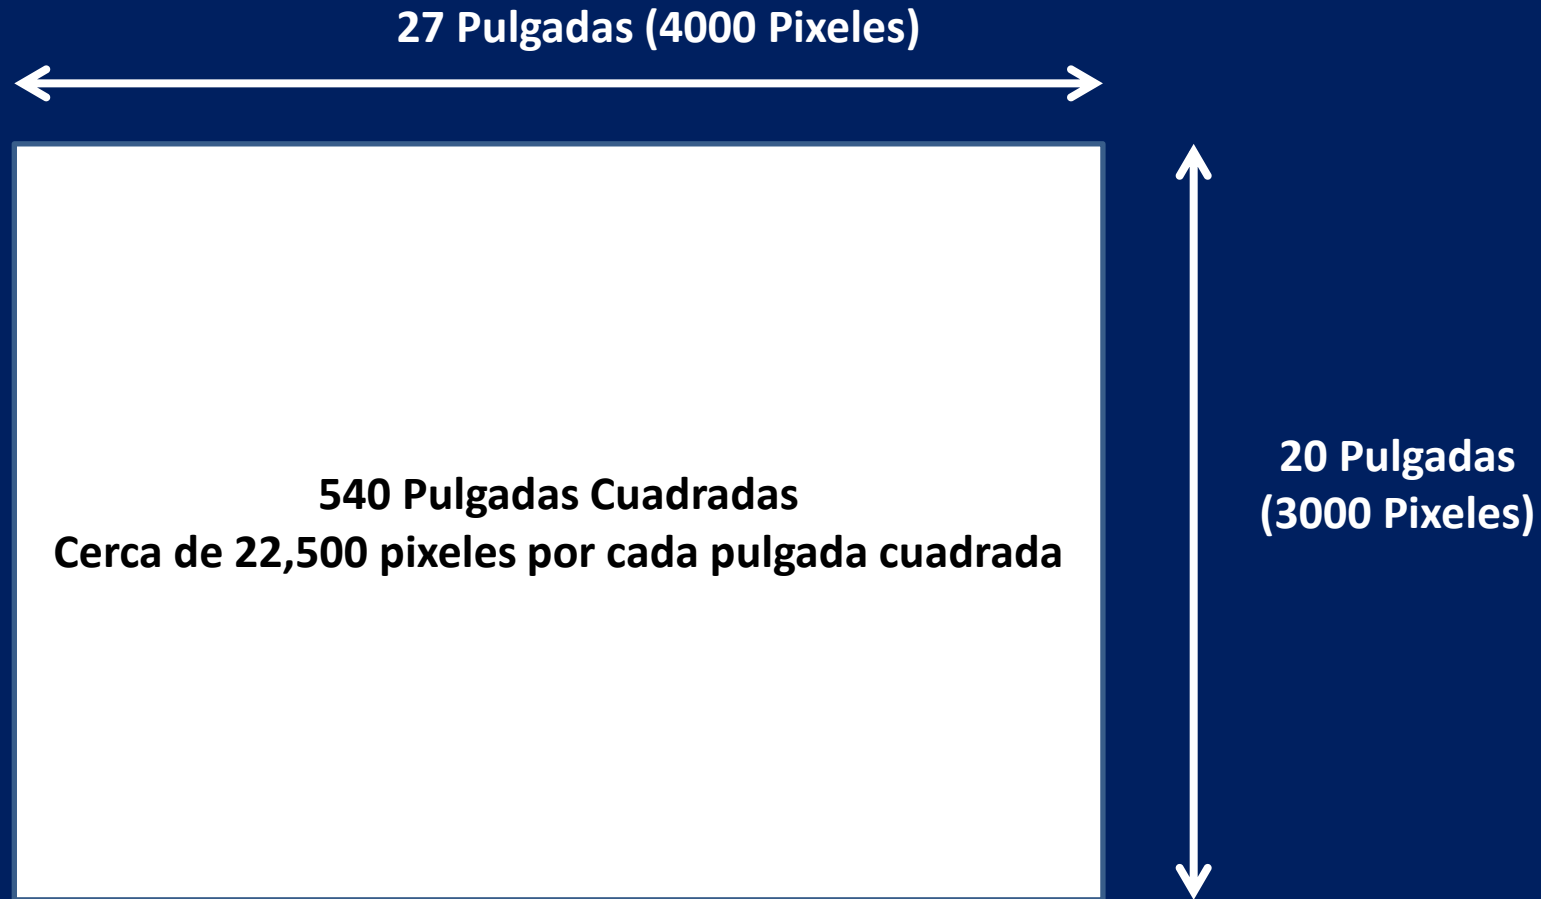 27 Pulgadas (4000 Pixeles)
540 Pulgadas Cuadradas
Cerca de 22,500 pixeles por cada pulgada cuadrada
20 Pulgadas
(3000 Pixeles)